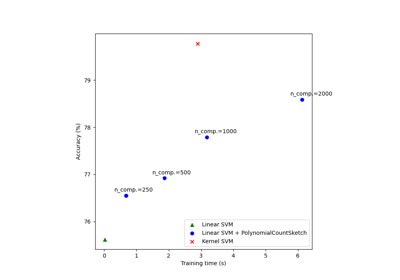 79
78
77
76
Accuracy (%)
n_comp.=2000
n_comp.=1000
n_comp.=500
n_comp.=250
Linear SVM
Linear SVM + PolynomialCountSketch
Kernel SVM
0
1
2
3
4
5
6
Training time (s)